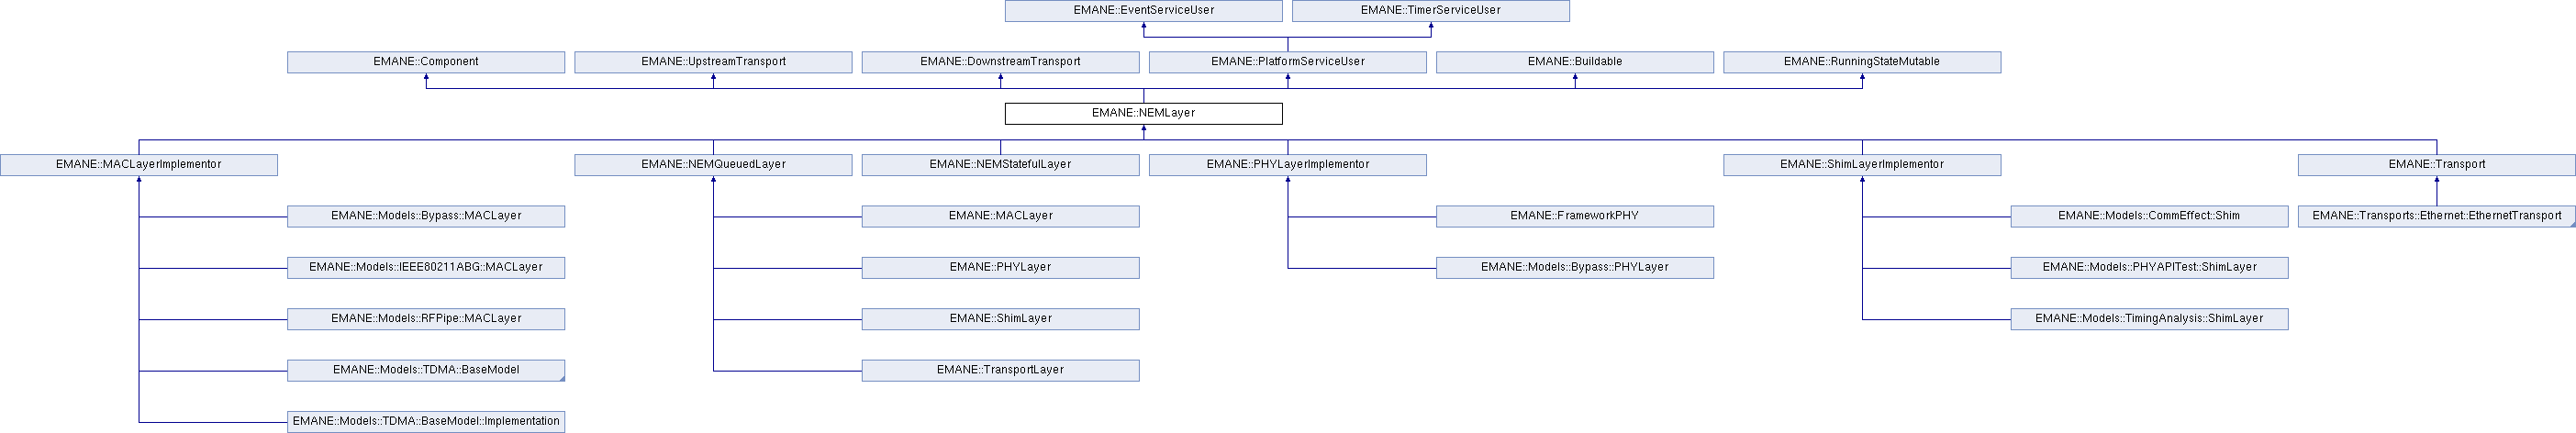 EMANE::EventServiceUser
EMANE::TimerServiceUser
EMANE::Component
EMANE::UpstreamTransport
EMANE::DownstreamTransport
EMANE::PlatformServiceUser
EMANE::Buildable
EMANE::RunningStateMutable
EMANE::NEMLayer
EMANE::MACLayerImplementor
EMANE::NEMQueuedLayer
EMANE::NEMStatefulLayer
EMANE::PHYLayerImplementor
EMANE::ShimLayerImplementor
EMANE::Transport
EMANE::Models::Bypass::MACLayer
EMANE::MACLayer
EMANE::FrameworkPHY
EMANE::Models::CommEffect::Shim
EMANE::Transports::Ethernet::EthernetTransport
EMANE::Models::IEEE80211ABG::MACLayer
EMANE::PHYLayer
EMANE::Models::Bypass::PHYLayer
EMANE::Models::PHYAPITest::ShimLayer
EMANE::Models::RFPipe::MACLayer
EMANE::ShimLayer
EMANE::Models::TimingAnalysis::ShimLayer
EMANE::Models::TDMA::BaseModel
EMANE::TransportLayer
EMANE::Models::TDMA::BaseModel::Implementation